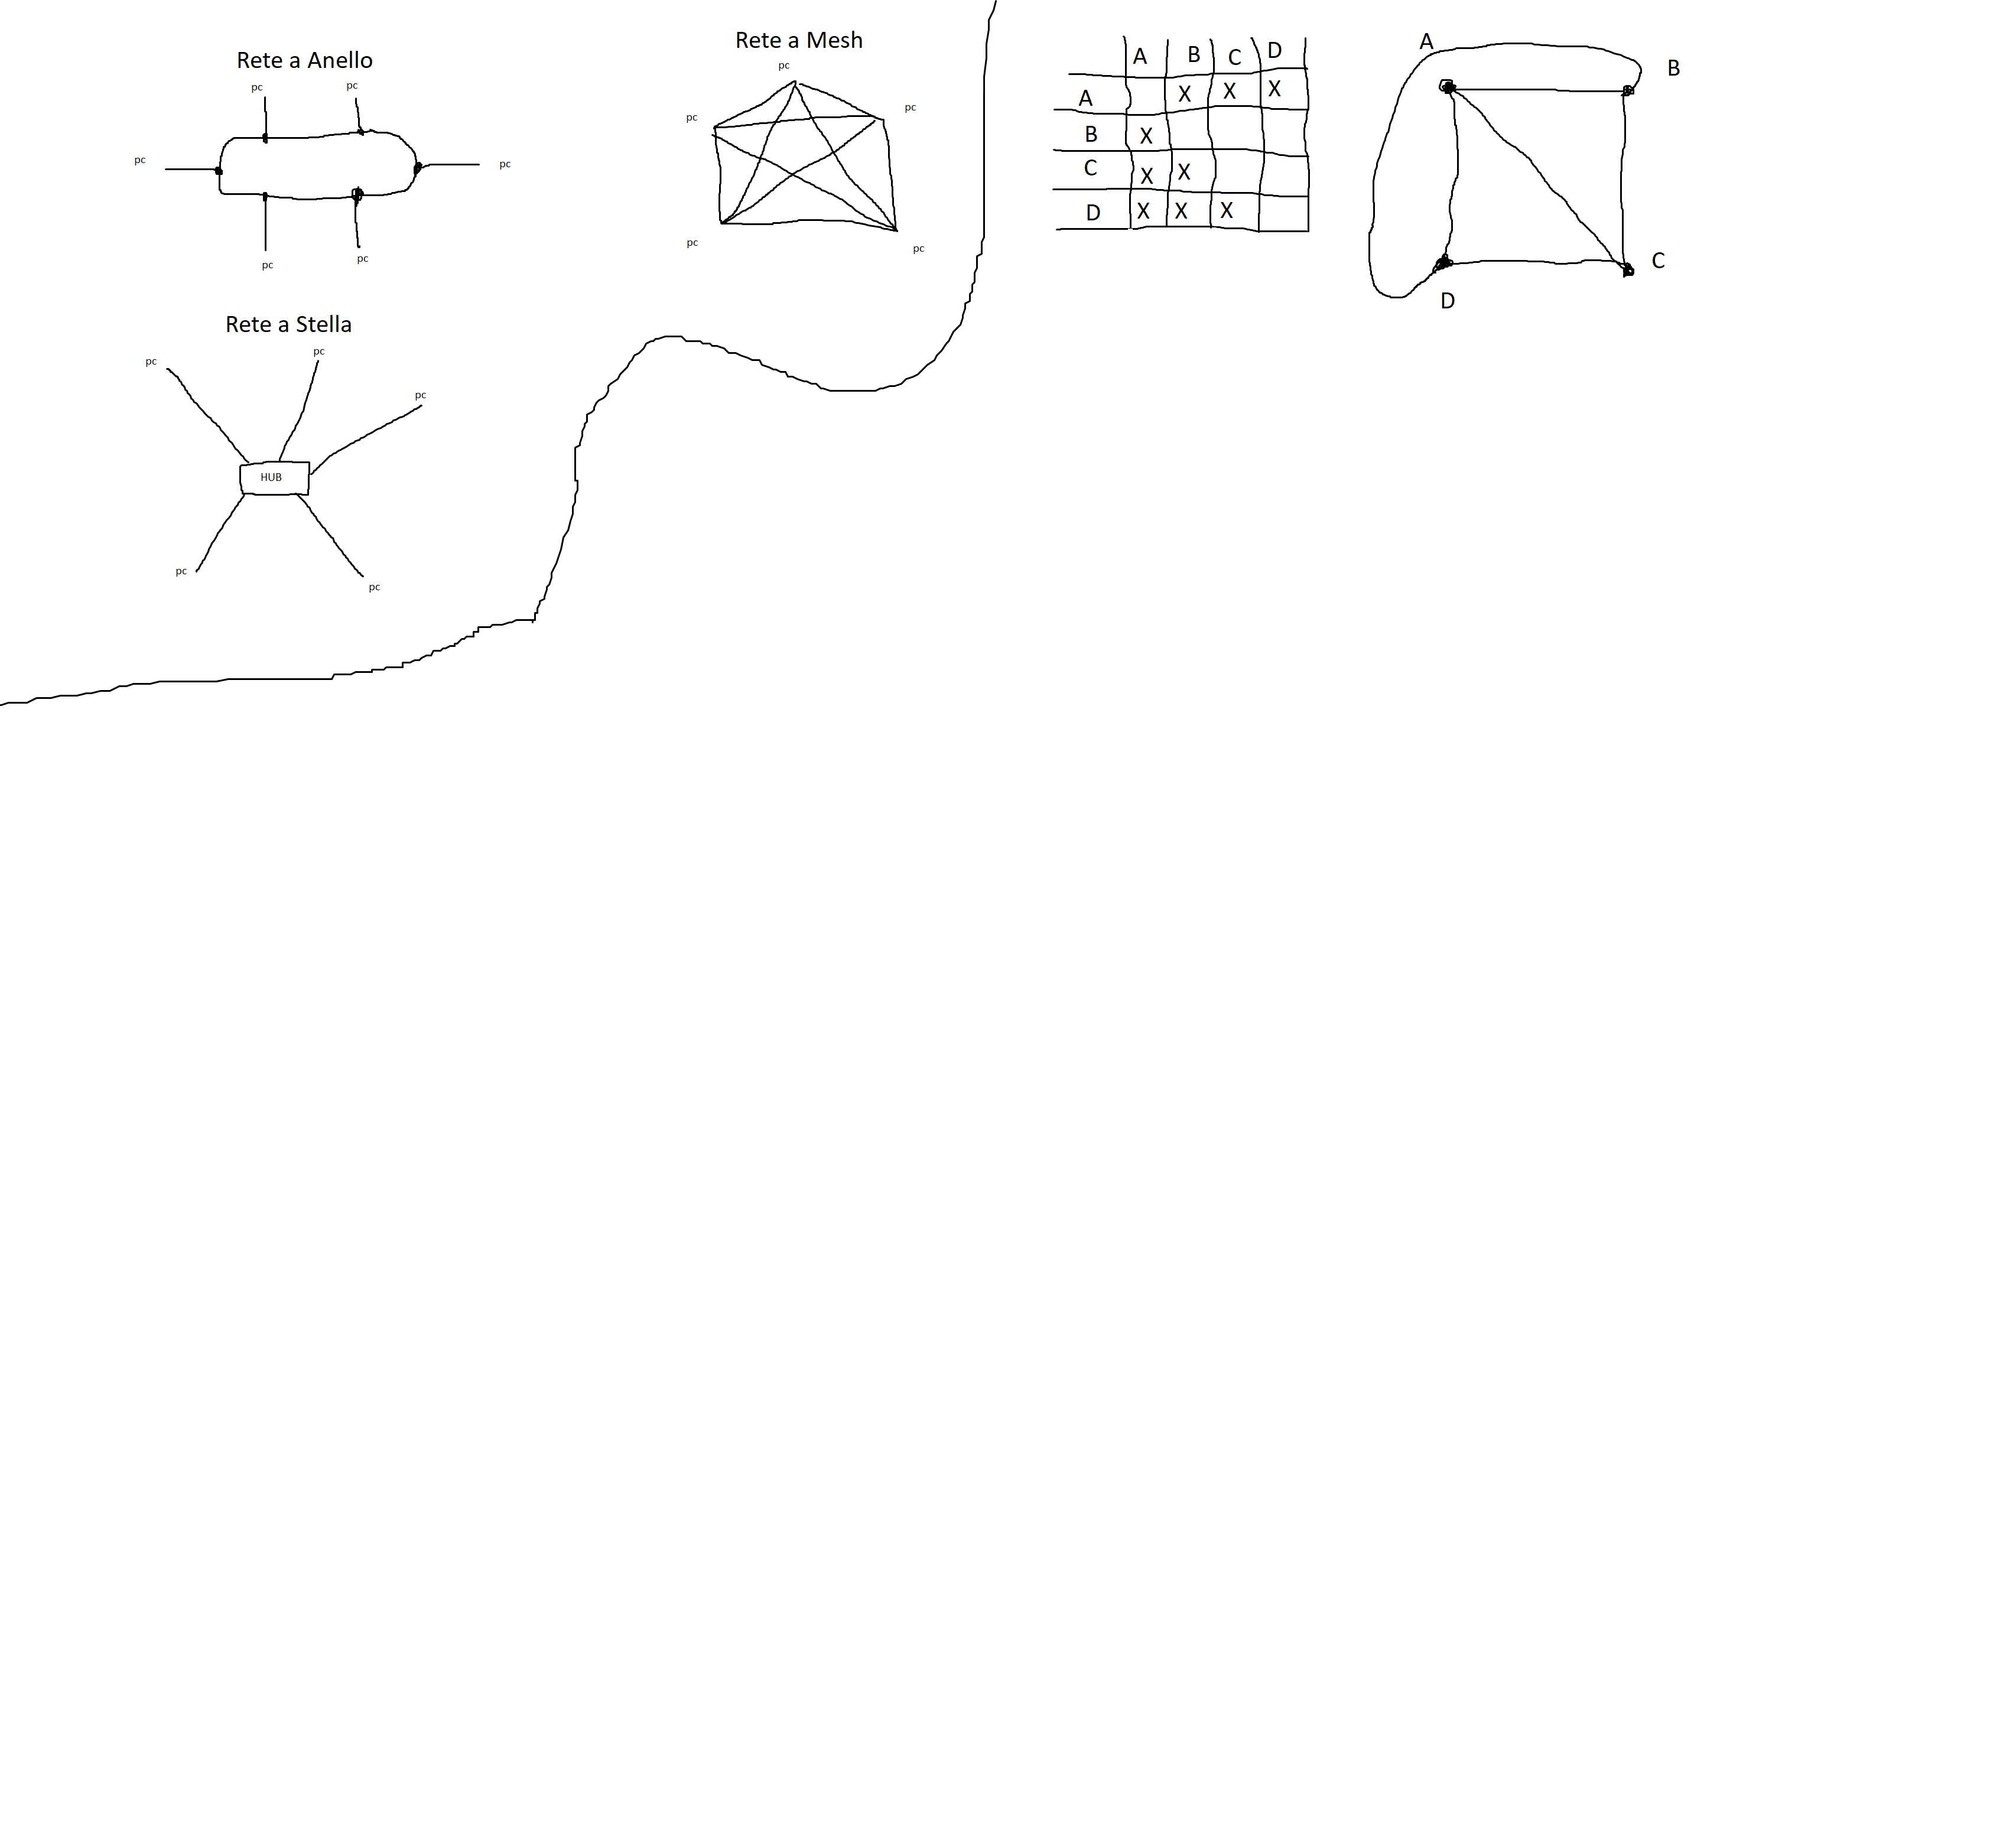 Rete a Anello
pc pc
pc pc
pc pc
Rete a Stella
pc pc
pc
HUB
pc pc
Rete a Mesh
pc
pc pc
pc pc
A B C D
A X X X
B X
C X X
D X X X
A B
C
D